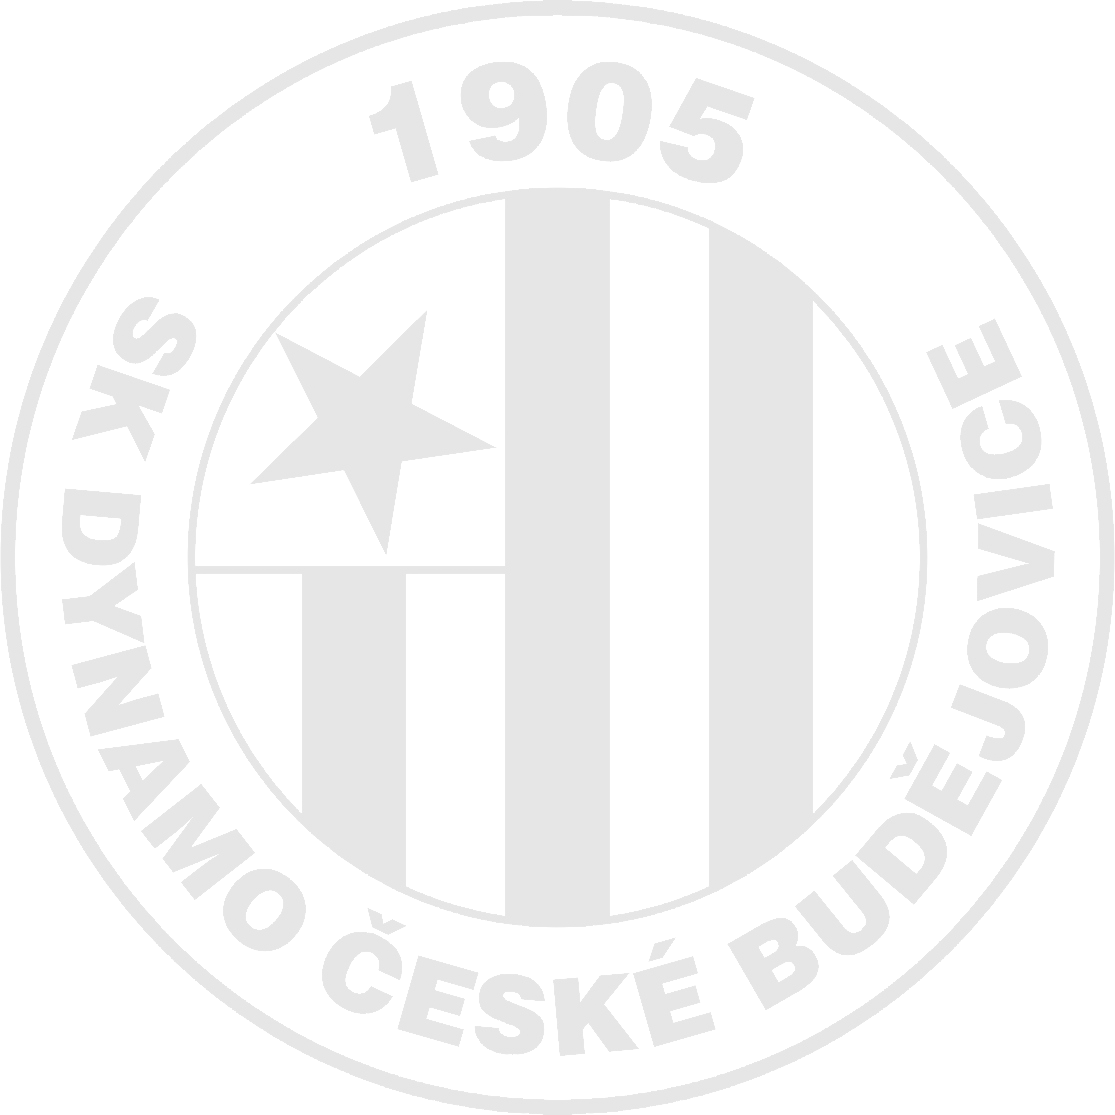 1905
SK DYNAMO ČESKÉ BUDĚJOVICE